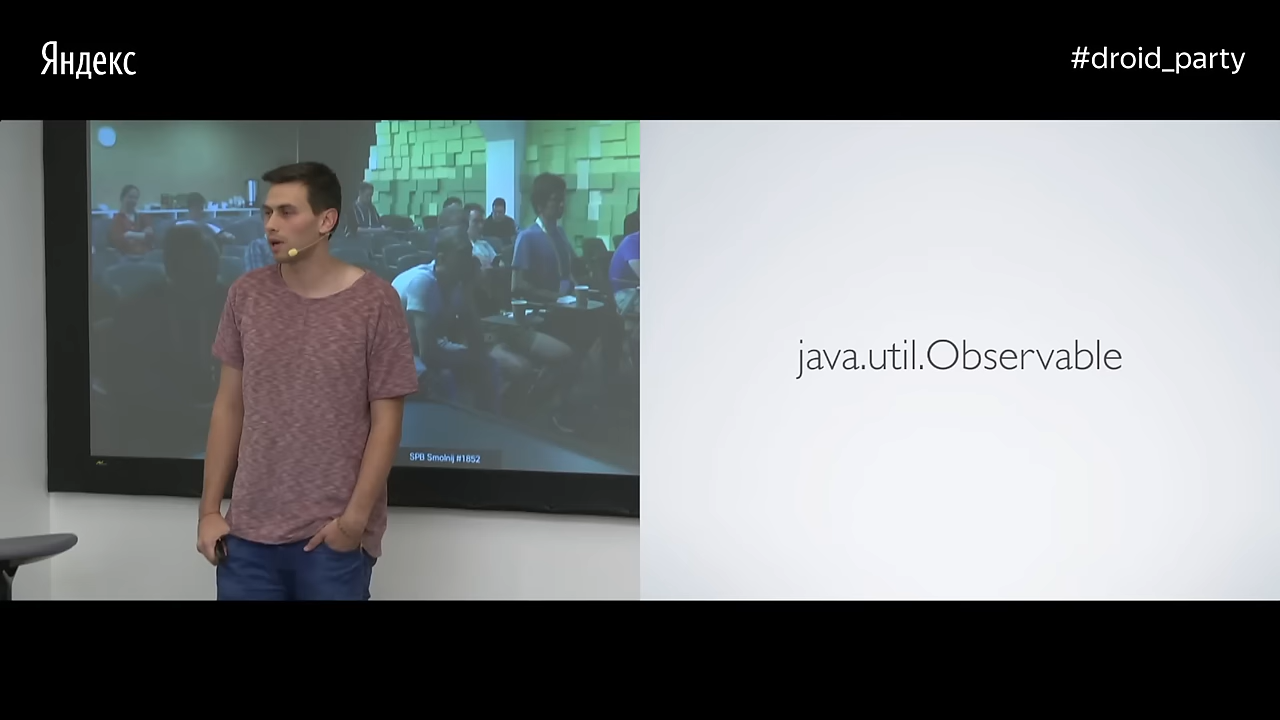 Яндекс
#droid_party
java.util.Observable
SPB Smolnij #1852